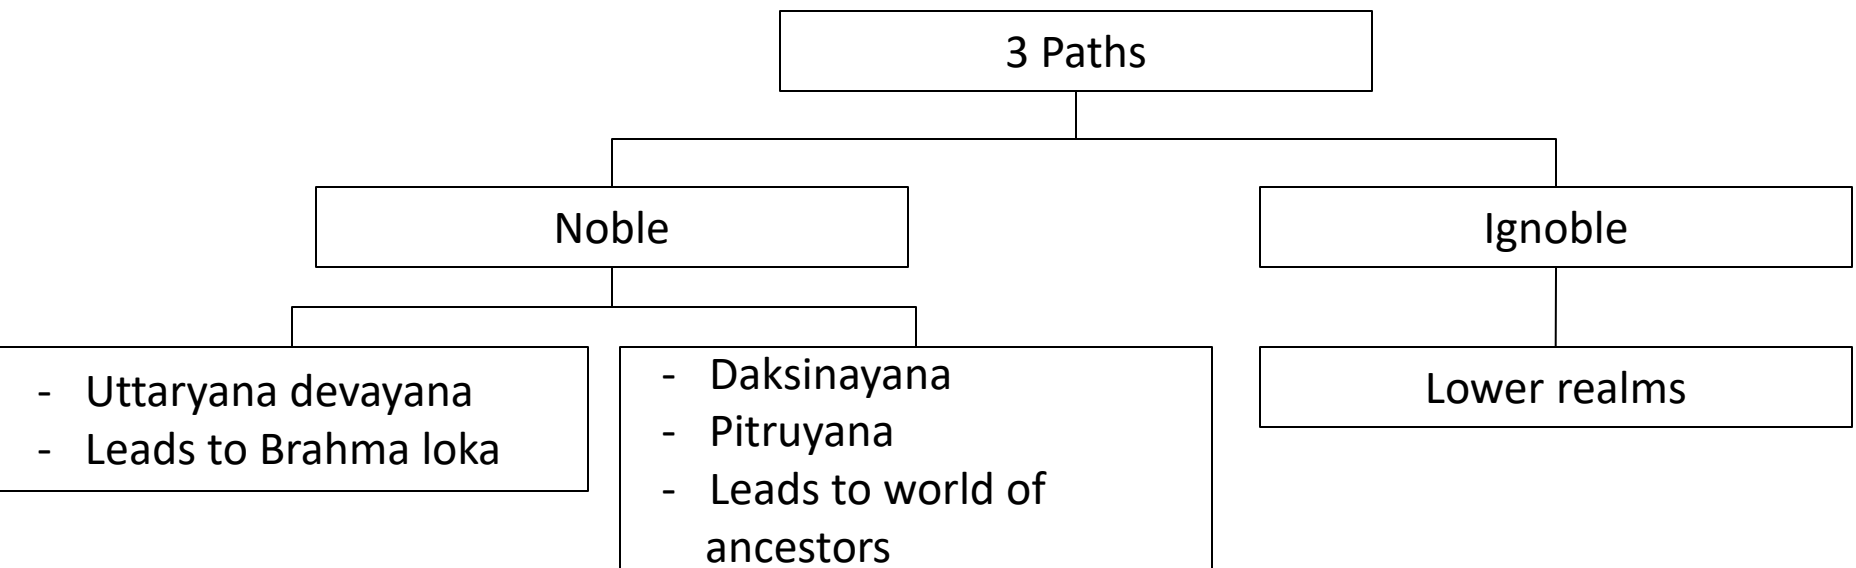 3 Paths
Noble
Ignoble
- Uttaryana devayana
- Leads to Brahma loka
- Daksinayana
- Pitruyana
- Leads to world of
ancestors
Lower realms